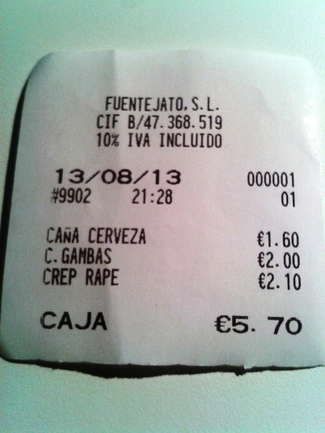 FUENTEJATO, S.L.
CIF B/47.368.519
10% IVA INCLUIDO
13/08/13 000001
#9902 21:28 01
CAñA CERVEZA €1.60
C.GAMBAS €2.00
CREP RAPE €2.10
CAJA €5.70